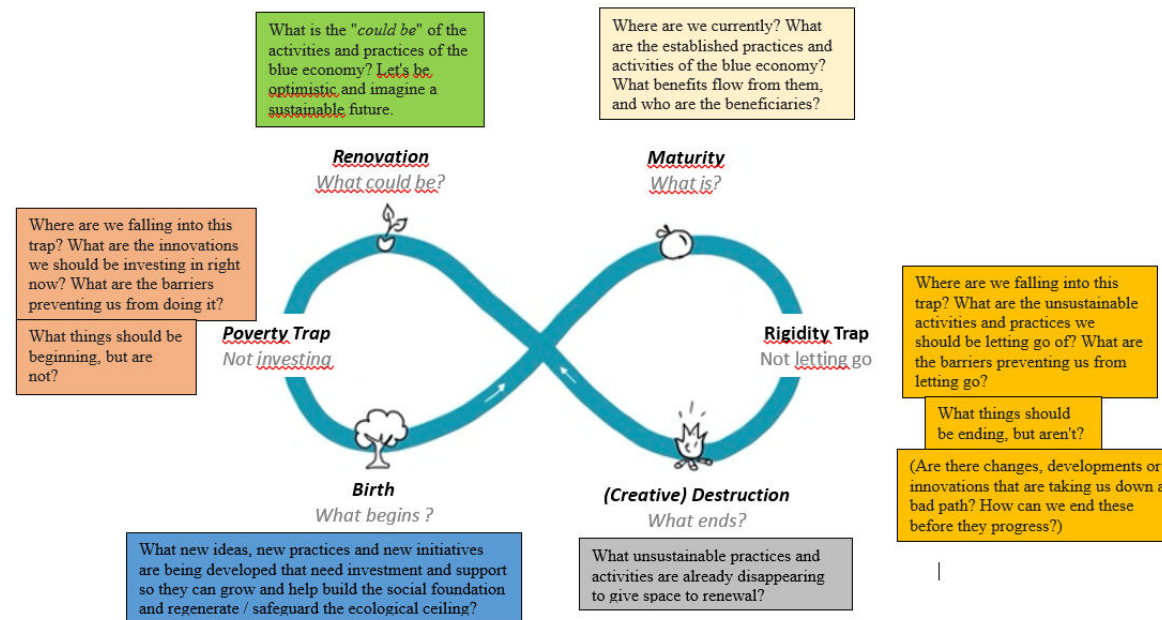 What is the "could be" of the
activities and practices of the
blue economy? Let's be
optimistic and imagine a
sustainable future.
Where are we currently? What
are the established practices and
activities of the blue economy?
What benefits flow from them,
and who are the beneficiaries?
Renovation
What could be?
Maturity
What is?
Where are we falling into this
trap? What are the innovations
we should be investing in right
now? What are the barriers
preventing us from doing it?
What things should be
beginning, but are
not?
Poverty Trap
Not investing
Rigidity Trap
Not letting go
Where are we falling into this
trap? What are the unsustainable
activities and practices we
should be letting go of? What are
the barriers preventing us from
letting go?
What things should
be ending, but aren't?
(Are there changes, developments or
innovations that are taking us down a
bad path? How can we end these
before they progress?)
Birth
What begins ?
(Creative) Destruction
What ends?
What new ideas, new practices and new initiatives
are being developed that need investment and support
so they can grow and help build the social foundation
and regenerate / safeguard the ecological ceiling?
What unsustainable practices and
activities are already disappearing
to give space to renewal?